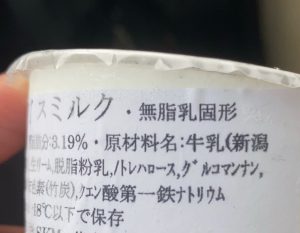 イスミルク・無脂乳固形
脂肪分:3.19%・原材料名:牛乳(新潟
生クリーム,脱脂粉乳,トレハロース,グルコマンナン,
色素(竹炭),クエン酸第一鉄ナトリウム
-18℃以下で保存